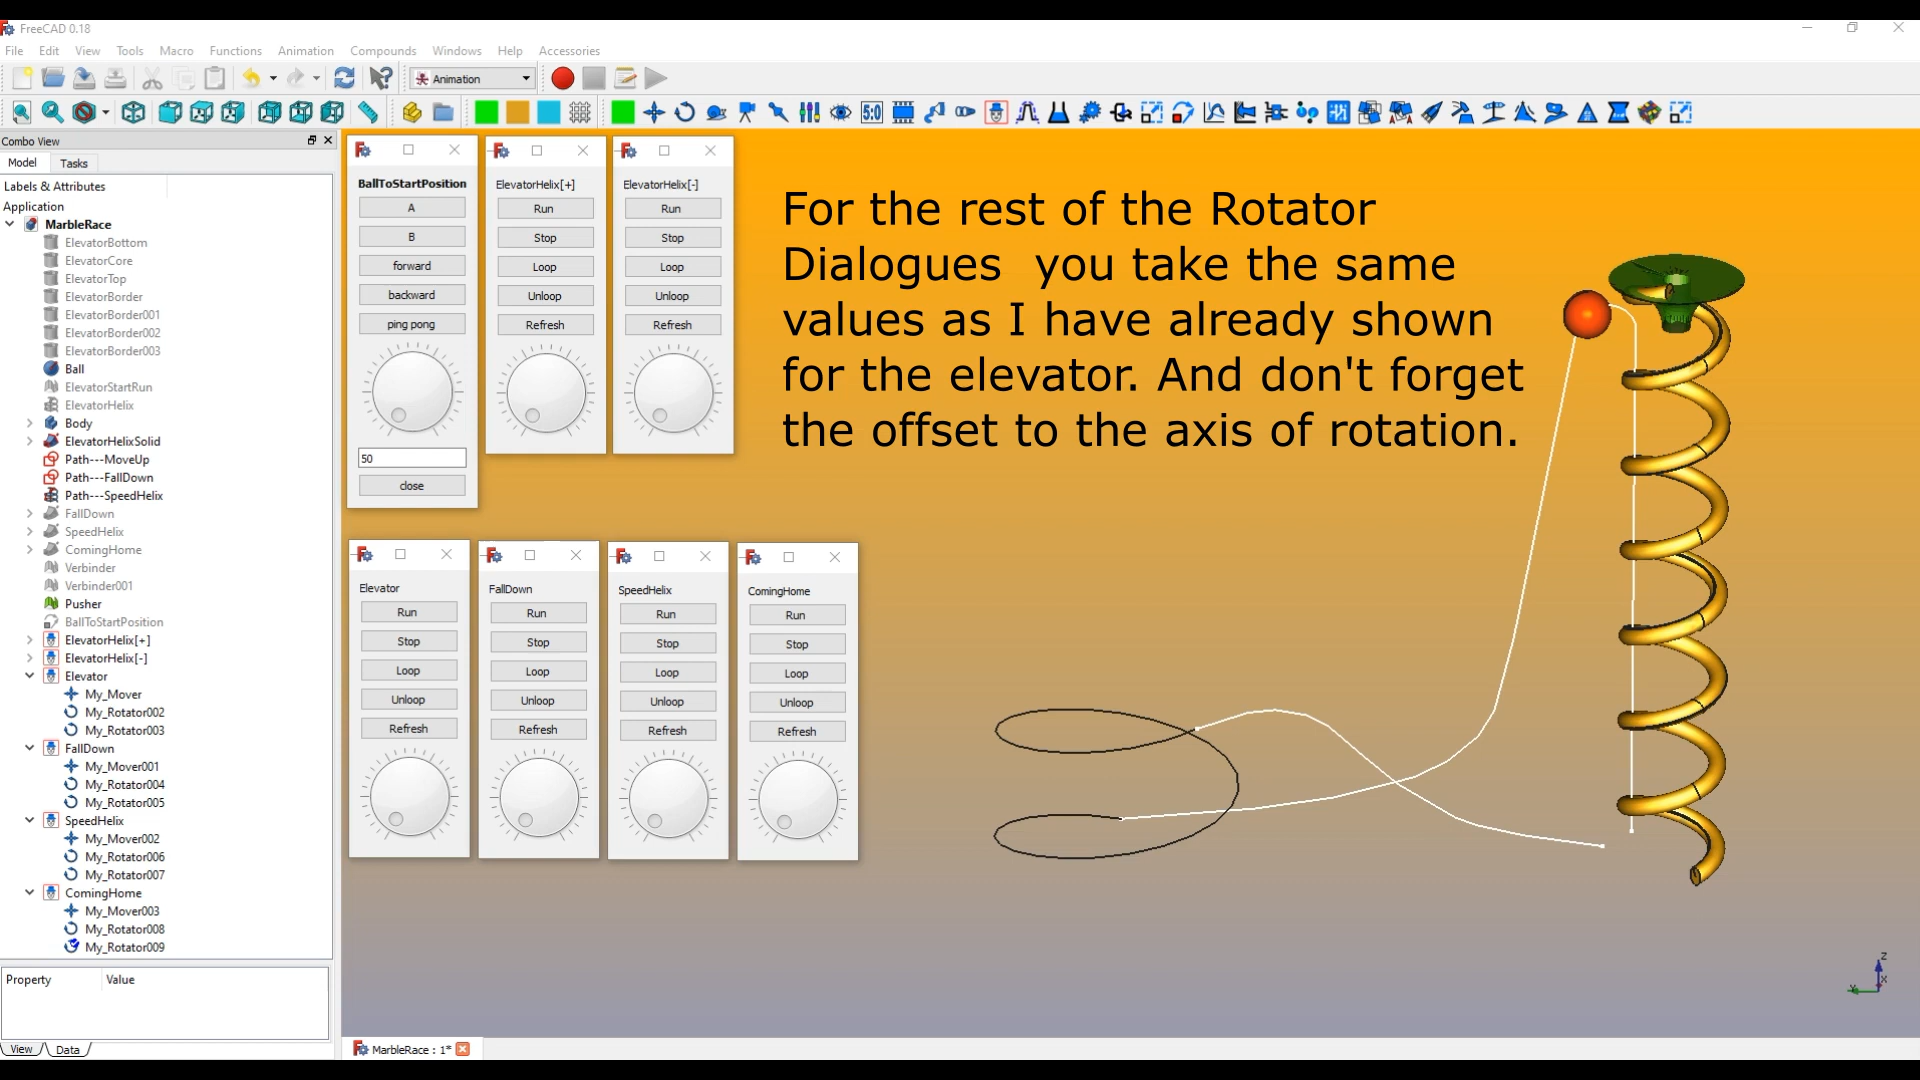 FreeCAD 0.18
File Edit View Tools Macro Functions Animation Compounds Windows Help Accessories
Animation
5:0
Combo View
Model Tasks
Labels & Attributes
Application
MarbleRace
ElevatorBottom
ElevatorCore
ElevatorTop
ElevatorBorder
ElevatorBorder001
ElevatorBorder002
ElevatorBorder003
Ball
ElevatorStartRun
ElevatorHelix
Body
ElevatorHelixSolid
Path---MoveUp
Path---FallDown
Path---SpeedHelix
FallDown
SpeedHelix
ComingHome
Verbinder
Verbinder001
Pusher
BallToStartPosition
ElevatorHelix[+]
ElevatorHelix[-]
Elevator
My_Mover
My_Rotator002
My_Rotator003
FallDown
My_Mover001
My_Rotator004
My_Rotator005
SpeedHelix
My_Mover002
My_Rotator006
My_Rotator007
ComingHome
My_Mover003
My_Rotator008
My_Rotator009
Property Value
View Data
BallToStartPosition
A
B
forward
backward
ping pong
50
close
ElevatorHelix[+]
Run
Stop
Loop
Unloop
Refresh
ElevatorHelix[-]
Run
Stop
Loop
Unloop
Refresh
For the rest of the Rotator
Dialogues you take the same
values as I have already shown
for the elevator. And don't forget
the offset to the axis of rotation.
Elevator
Run
Stop
Loop
Unloop
Refresh
FallDown
Run
Stop
Loop
Unloop
Refresh
SpeedHelix
Run
Stop
Loop
Unloop
Refresh
ComingHome
Run
Stop
Loop
Unloop
Refresh
Z
X
Y
MarbleRace : 1*